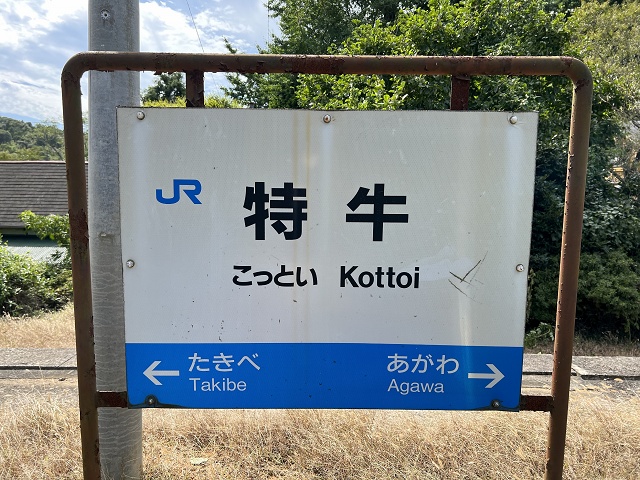 JR
特牛
こっとい Kottoi
← たきべ
Takibe
あがわ →
Agawa